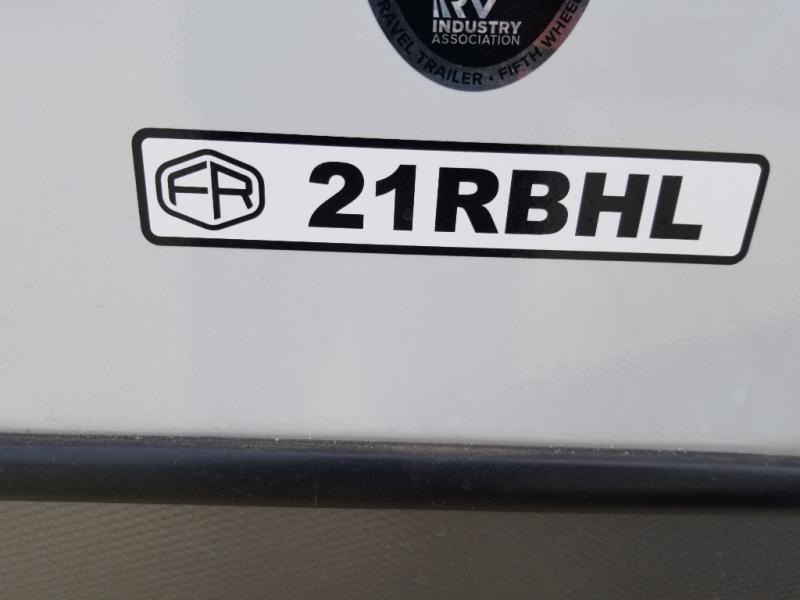 RV
INDUSTRY
ASSOCIATION
TRAVEL TRAILER • FIFTH WHEEL
FR 21RBHL